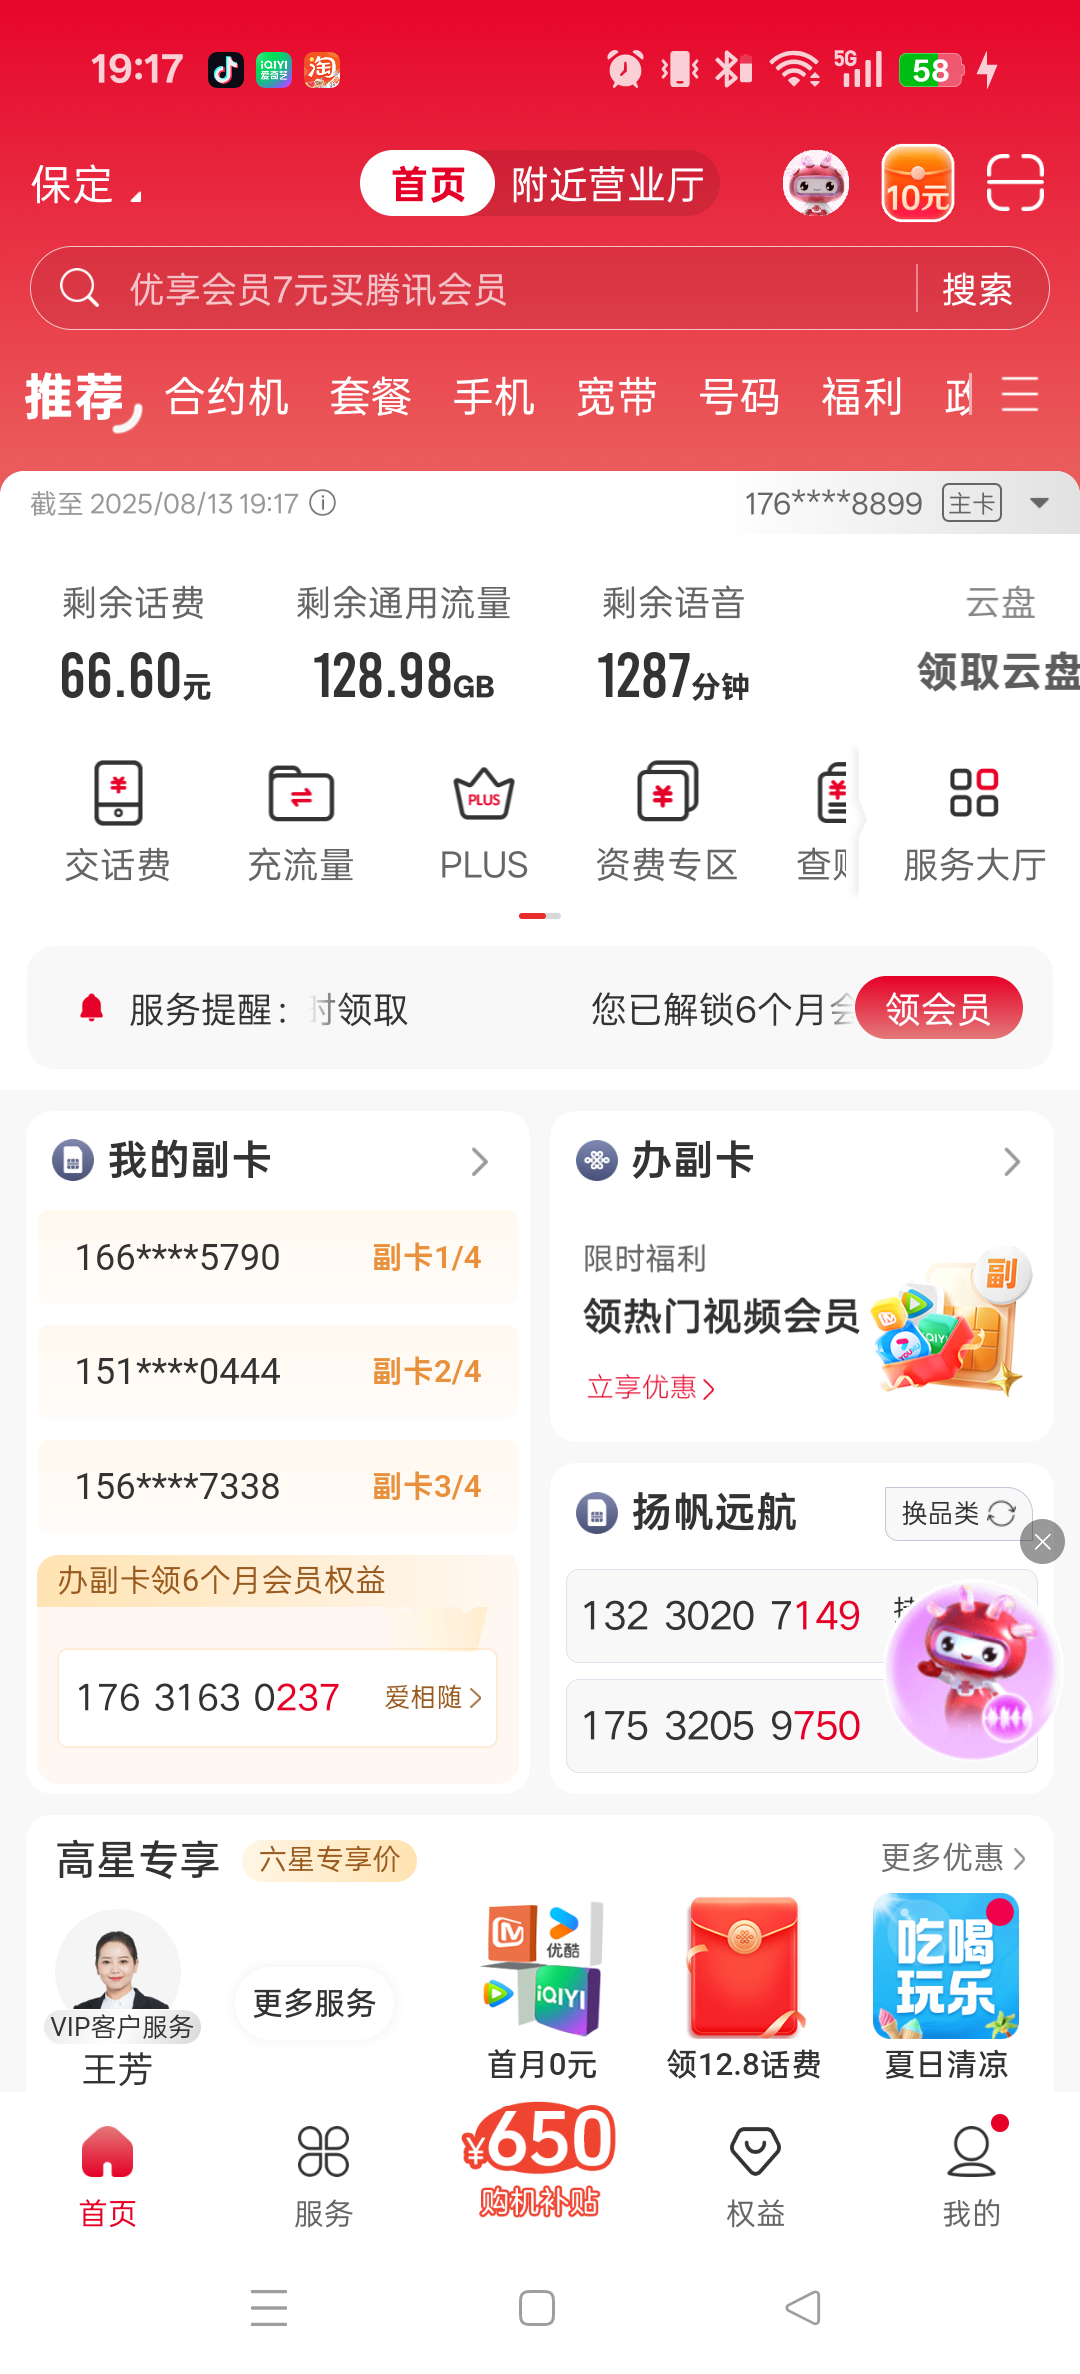 19:17 iQIYI 爱奇艺 淘 5G 58
保定 首页 附近营业厅 10元
优享会员7元买腾讯会员 搜索
推荐 合约机 套餐 手机 宽带 号码 福利
截至 2025/08/13 19:17 176****8899 主卡
剩余话费 剩余通用流量 剩余语音 云盘
66.60元 128.98GB 1287分钟 领取云盘
PLUS
交话费 充流量 PLUS 资费专区 查 服务大厅
服务提醒： 时领取 您已解锁6个月会 领会员
我的副卡
166****5790 副卡1/4
151****0444 副卡2/4
156****7338 副卡3/4
办副卡领6个月会员权益
176 3163 0237 爱相随
办副卡
限时福利
领热门视频会员
立享优惠
副
扬帆远航 换品类
132 3020 7149
175 3205 9750
高星专享 六星专享价 更多优惠
VIP客户服务
王芳
更多服务
优酷
iQIYI
首月0元
领12.8话费
吃喝
玩乐
夏日清凉
¥650
购机补贴
首页 服务 权益 我的